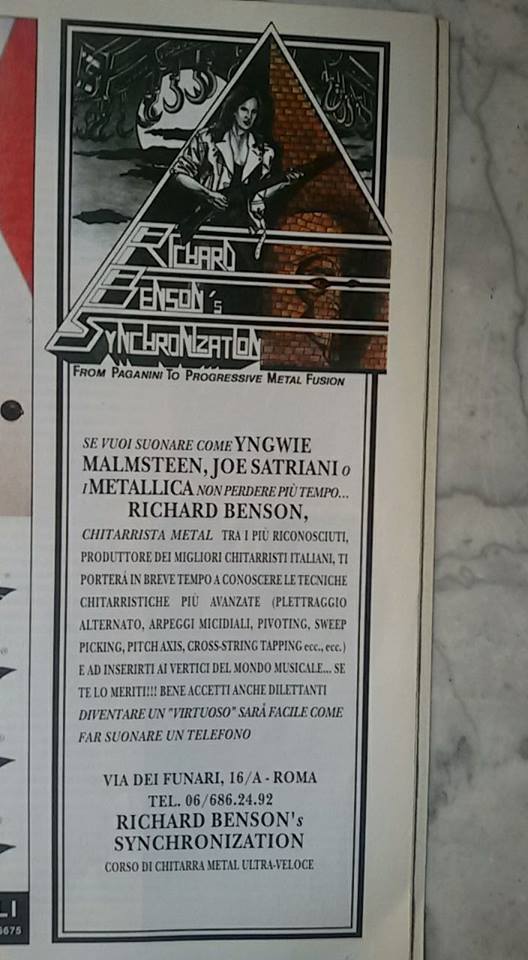 RICHARD
BENSON's
SYNCHRONIZATION
FROM PAGANINI TO PROGRESSIVE METAL FUSION
SE VUOI SUONARE COME YNGWIE
MALMSTEEN, JOE SATRIANI O
I METALLICA NON PERDERE PIÙ TEMPO...
RICHARD BENSON,
CHITARRISTA METAL TRA I PIÙ RICONOSCIUTI,
PRODUTTORE DEI MIGLIORI CHITARRISTI ITALIANI, TI
PORTERÁ IN BREVE TEMPO A CONOSCERE LE TECNICHE
CHITARRISTICHE PIÙ AVANZATE (PLETTRAGGIO
ALTERNATO, ARPEGGI MICIDIALI, PIVOTING, SWEEP
PICKING, PITCH AXIS, CROSS-STRING TAPPING ecc., ecc.)
E AD INSERIRTI AI VERTICI DEL MONDO MUSICALE... SE
TE LO MERITI!!! BENE ACCETTI ANCHE DILETTANTI
DIVENTARE UN "VIRTUOSO" SARÁ FACILE COME
FAR SUONARE UN TELEFONO
VIA DEI FUNARI, 16/A - ROMA
TEL. 06/686.24.92
RICHARD BENSON's
SYNCHRONIZATION
CORSO DI CHITARRA METAL ULTRA-VELOCE
LI
6675